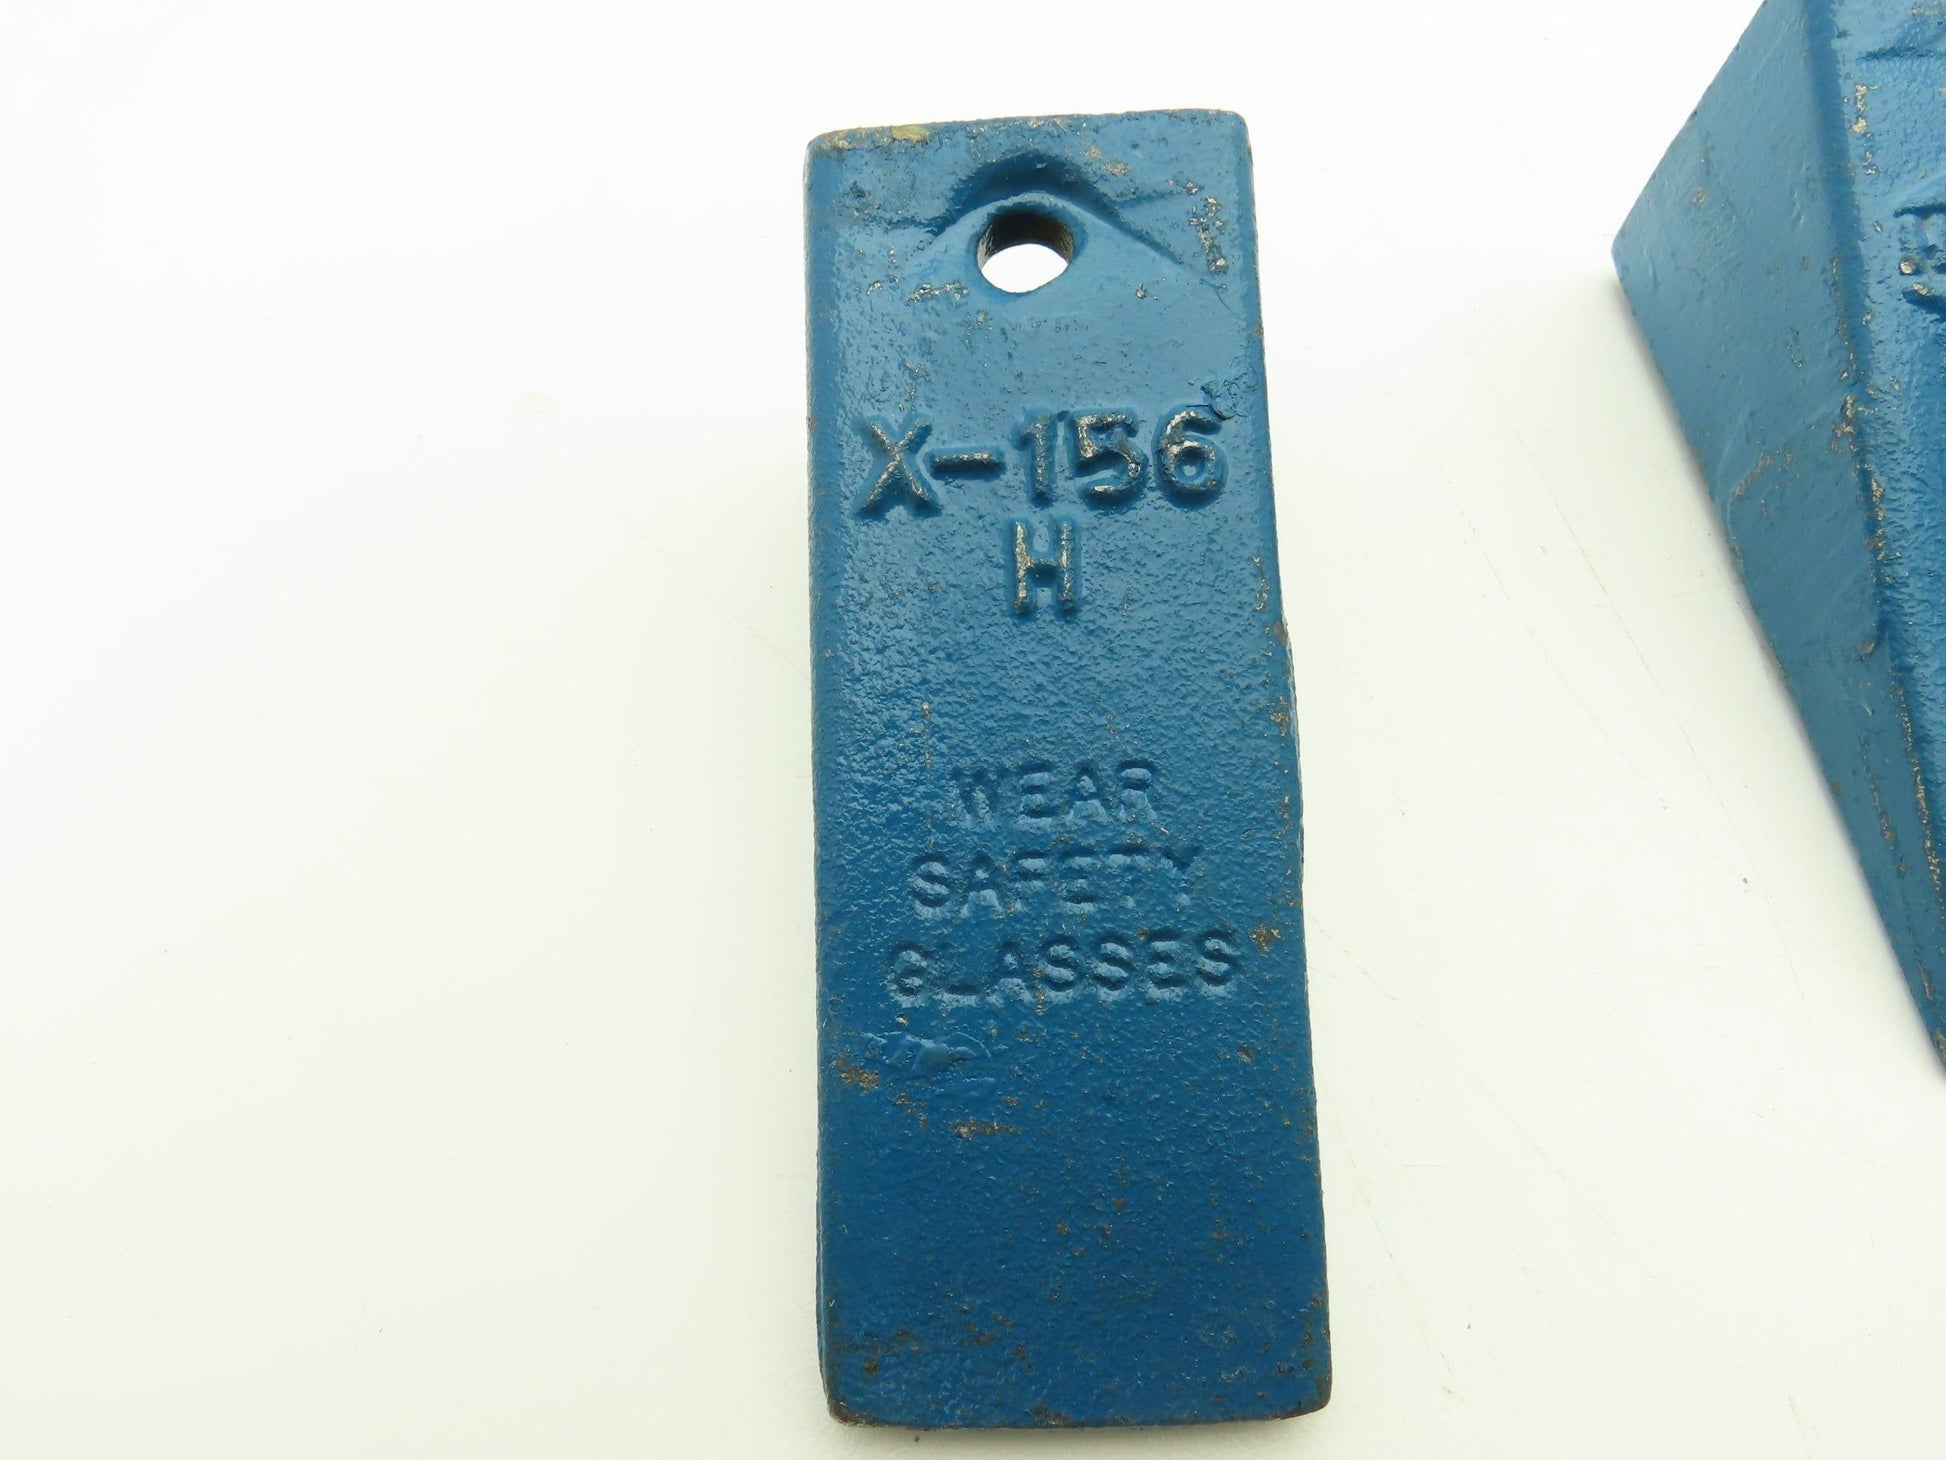 X-156
H
WEAR
SAFETY
GLASSES